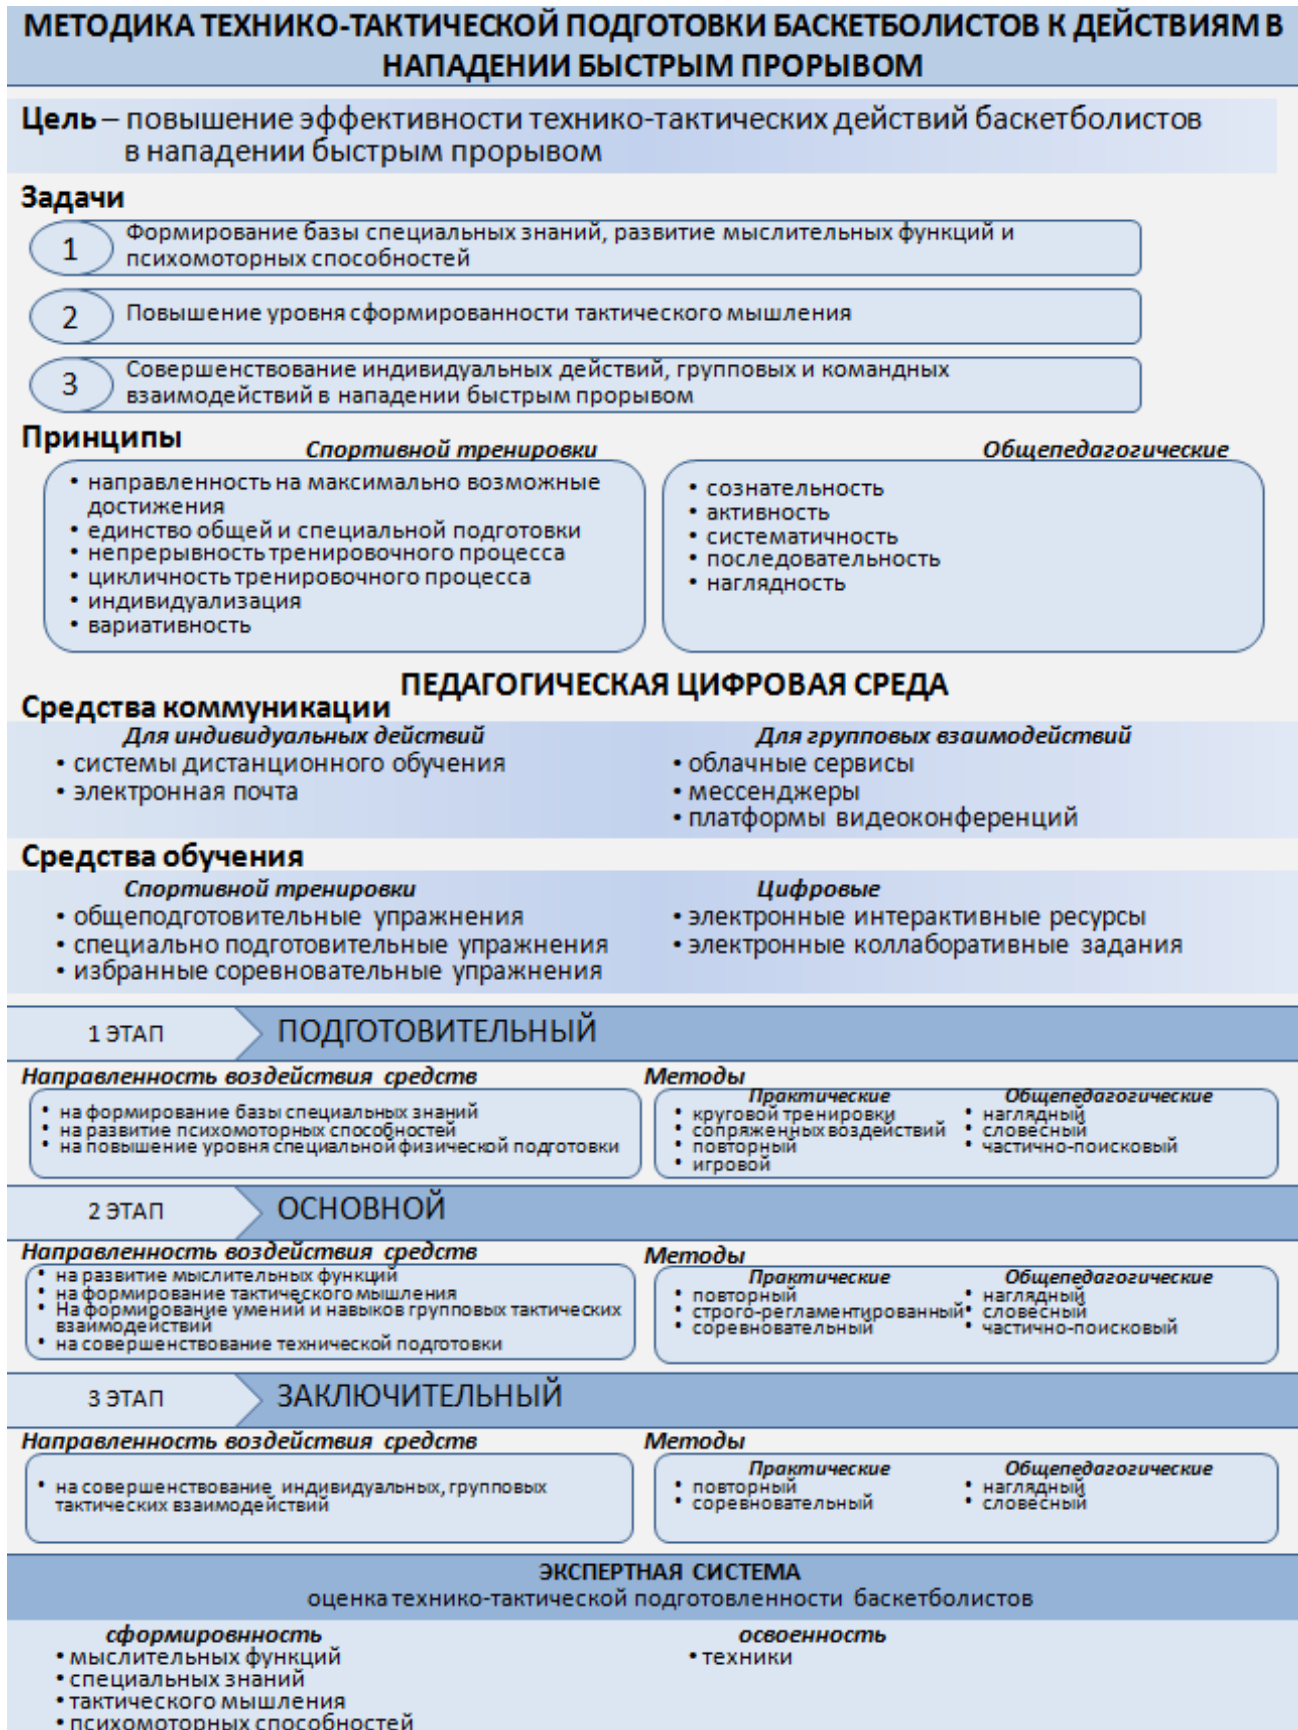 МЕТОДИКА ТЕХНИКО-ТАКТИЧЕСКОЙ ПОДГОТОВКИ БАСКЕТБОЛИСТОВ К ДЕЙСТВИЯМ В
НАПАДЕНИИ БЫСТРЫМ ПРОРЫВОМ
Цель – повышение эффективности технико-тактических действий баскетболистов
в нападении быстрым прорывом
Задачи
1
Формирование базы специальных знаний, развитие мыслительных функций и
психомоторных способностей
2
Повышение уровня сформированности тактического мышления
3
Совершенствование индивидуальных действий, групповых и командных
взаимодействий в нападении быстрым прорывом
Принципы
Спортивной тренировки
• направленность на максимально возможные
достижения
• единство общей и специальной подготовки
• непрерывность тренировочного процесса
• цикличность тренировочного процесса
• индивидуализация
• вариативность
Общепедагогические
• сознательность
• активность
• систематичность
• последовательность
• наглядность
ПЕДАГОГИЧЕСКАЯ ЦИФРОВАЯ СРЕДА
Средства коммуникации
Для индивидуальных действий
• системы дистанционного обучения
• электронная почта
Для групповых взаимодействий
• облачные сервисы
• мессенджеры
• платформы видеоконференций
Средства обучения
Спортивной тренировки
• общеподготовительные упражнения
• специально подготовительные упражнения
• избранные соревновательные упражнения
Цифровые
• электронные интерактивные ресурсы
• электронные коллаборативные задания
1 ЭТАП
ПОДГОТОВИТЕЛЬНЫЙ
Направленность воздействия средств
• на формирование базы специальных знаний
• на развитие психомоторных способностей
• на повышение уровня специальной физической подготовки
Методы
Практические
• круговой тренировки
• сопряженных воздействий
• повторный
• игровой
Общепедагогические
• наглядный
• словесный
• частично-поисковый
2 ЭТАП
ОСНОВНОЙ
Направленность воздействия средств
• на развитие мыслительных функций
• на формирование тактического мышления
• На формирование умений и навыков групповых тактических
взаимодействий
• на совершенствование технической подготовки
Методы
Практические
• повторный
• строго-регламентированный
• соревновательный
Общепедагогические
• наглядный
• словесный
• частично-поисковый
3 ЭТАП
ЗАКЛЮЧИТЕЛЬНЫЙ
Направленность воздействия средств
• на совершенствование индивидуальных, групповых
тактических взаимодействий
Методы
Практические
• повторный
• соревновательный
Общепедагогические
• наглядный
• словесный
ЭКСПЕРТНАЯ СИСТЕМА
оценка технико-тактической подготовленности баскетболистов
сформировнность
• мыслительных функций
• специальных знаний
• тактического мышления
• психомоторных способностей
освоенность
• техники